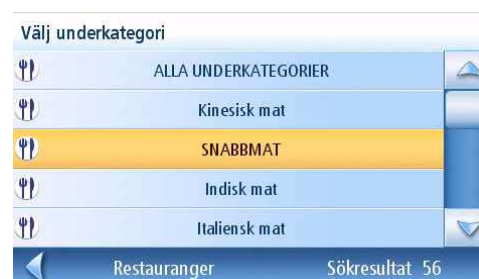 Välj underkategori
ALLA UNDERKATEGORIER
Kinesisk mat
SNABBMAT
Indisk mat
Italiensk mat
Restauranger Sökresultat 56